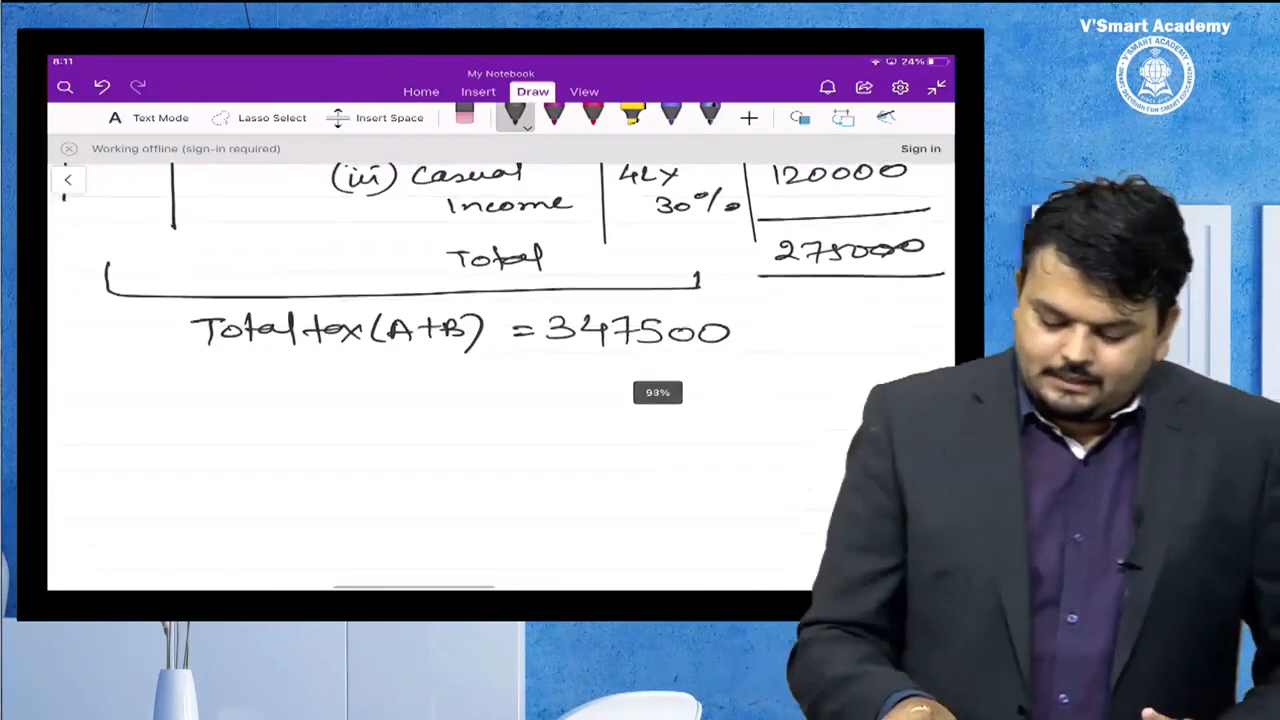 V'Smart Academy
8:11
24%
My Notebook
Home Insert Draw View
Text Mode Lasso Select Insert Space
Working offline (sign-in required) Sign in
(iii) Casual 4L× 120000
Income 30%
Total 275000
Total tax (A+B) = 347500
93%